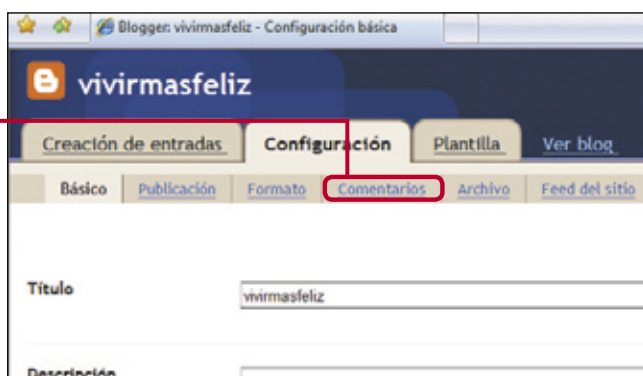 Blogger: vivirmasfeliz - Configuración básica
vivirmasfeliz
Creación de entradas Configuración Plantilla Ver blog
Básico Publicación Formato Comentarios Archivo Feed del sitio
Título vivirmasfeliz
Descripción